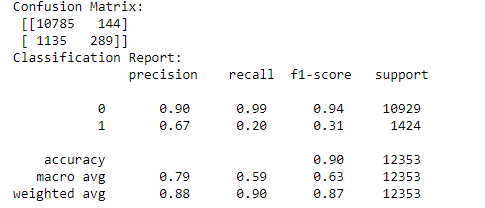 Confusion Matrix:
[[10785 144]
[ 1135 289]]
Classification Report:
precision recall f1-score support
0 0.90 0.99 0.94 10929
1 0.67 0.20 0.31 1424
accuracy 0.90 12353
macro avg 0.79 0.59 0.63 12353
weighted avg 0.88 0.90 0.87 12353